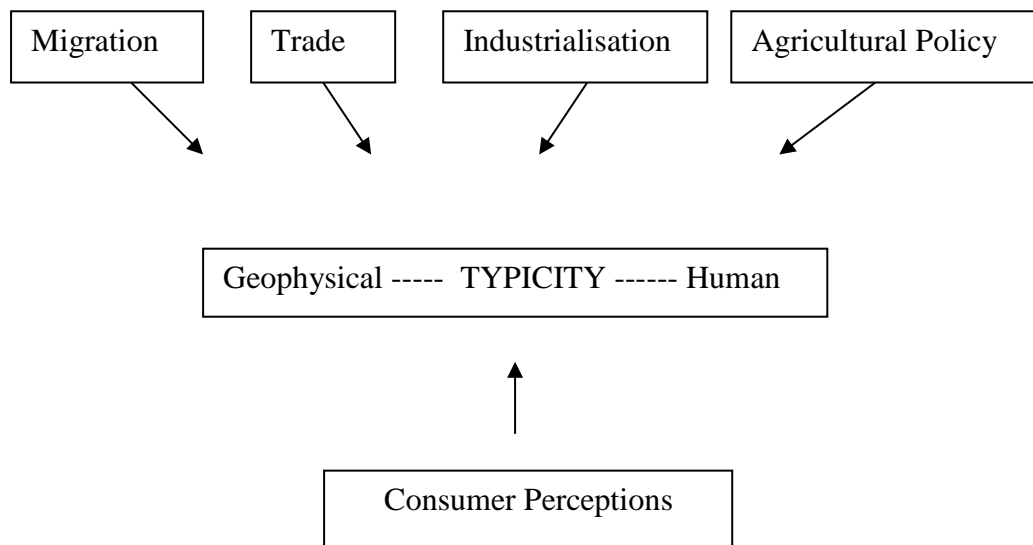 Migration
Trade
Industrialisation
Agricultural Policy
Geophysical ----- TYPICITY ------ Human
Consumer Perceptions